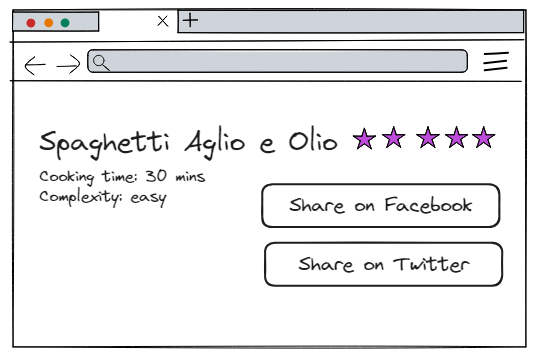 Spaghetti Aglio e Olio
Cooking time: 30 mins
Complexity: easy
Share on Facebook
Share on Twitter